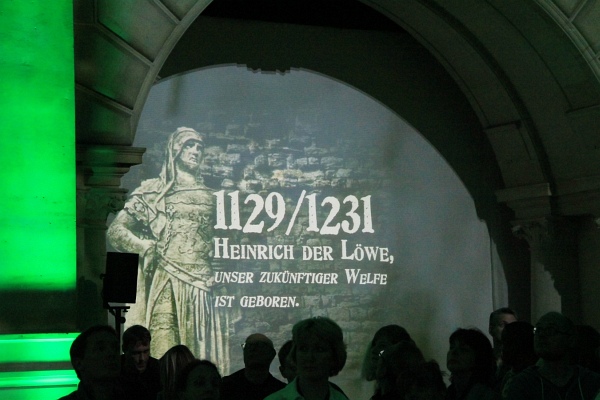 1129/1231
HEINRICH DER LÖWE,
UNSER ZUKÜNFTIGER WELFE
IST GEBOREN.